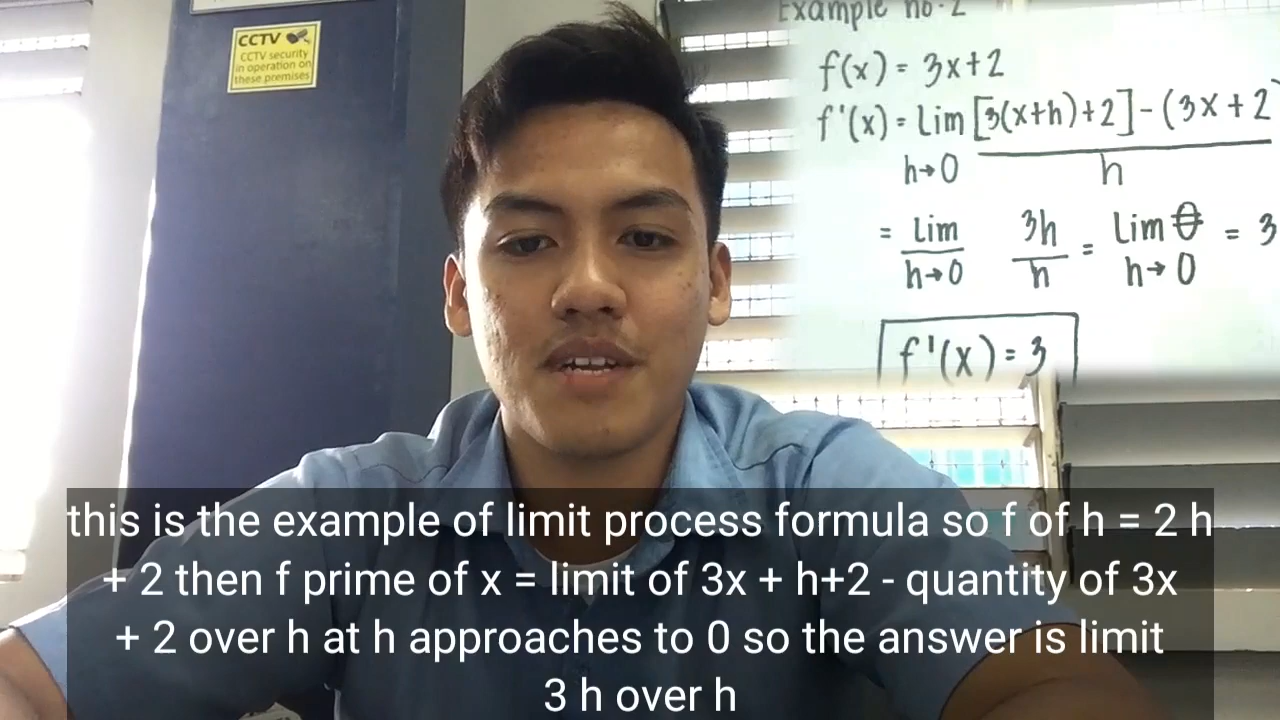 CCTV
CCTV security
in operation on
these premises
Example no. 2
f(x) = 3x+2
f'(x) = Lim [3(x+h)+2] - (3x+2
h→0 h
= Lim 3h = Lim = 3
h→0 h h→0
f'(x) = 3
this is the example of limit process formula so f of h = 2 h
+ 2 then f prime of x = limit of 3x + h+2 - quantity of 3x
+ 2 over h at h approaches to 0 so the answer is limit
3 h over h